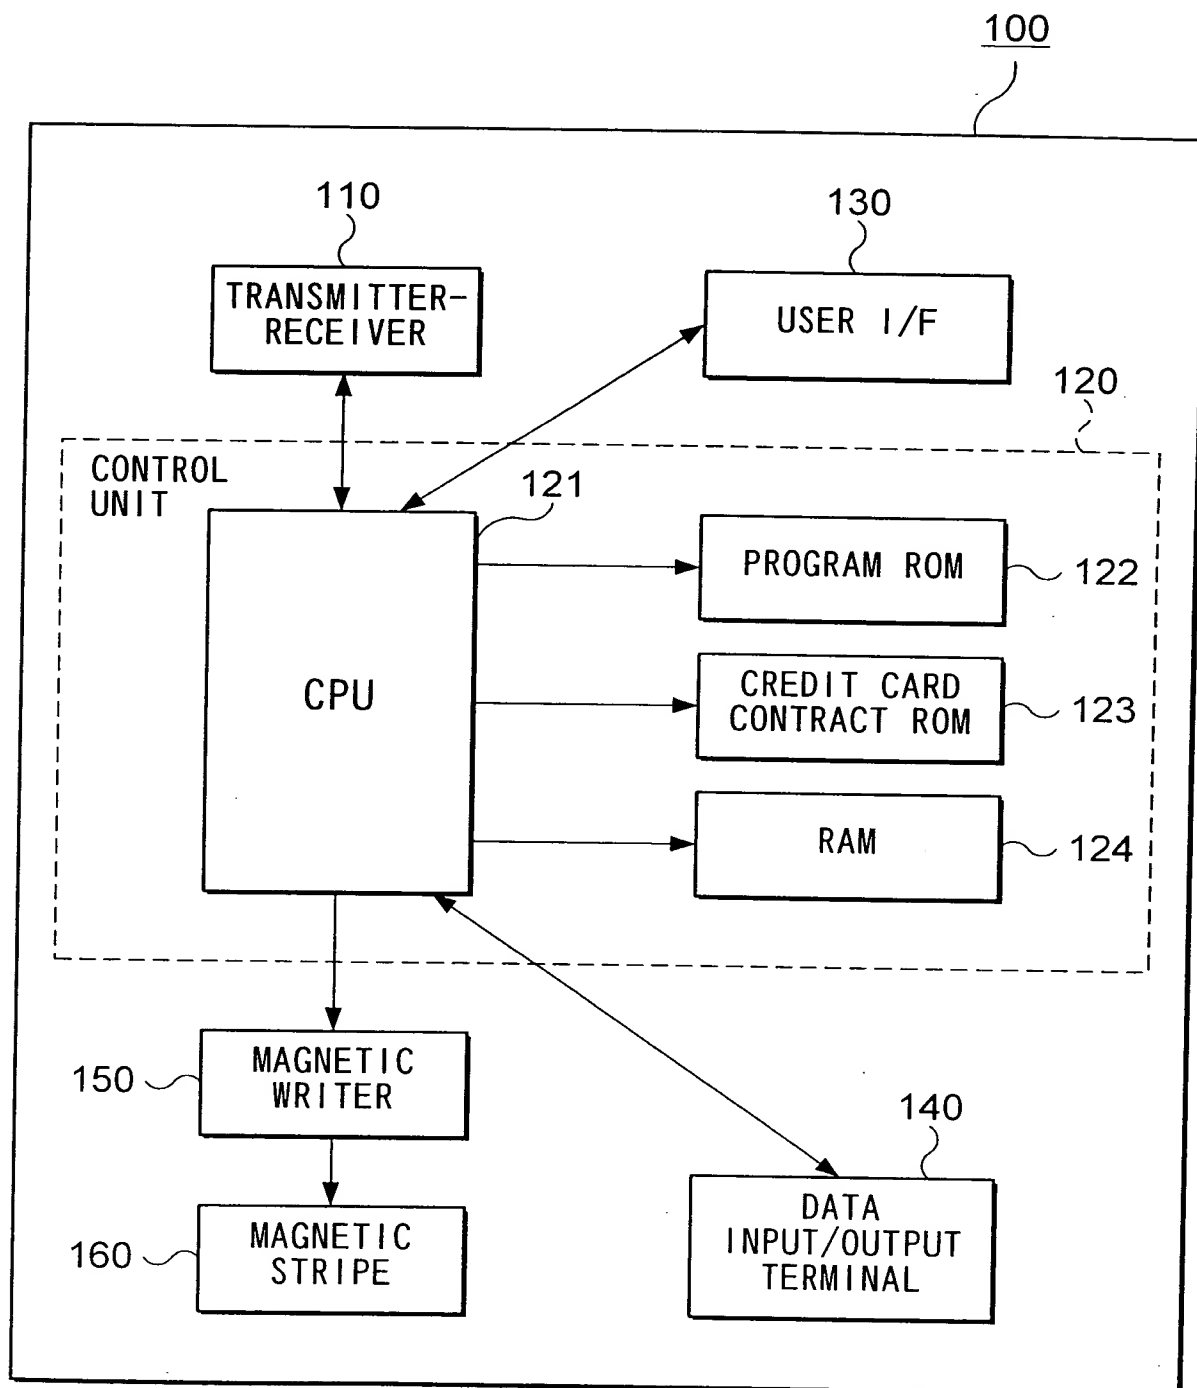 100
110
130
TRANSMITTER-
RECEIVER
USER I/F
120
CONTROL
UNIT
121
PROGRAM ROM
122
CPU
CREDIT CARD
CONTRACT ROM
123
RAM
124
150
MAGNETIC
WRITER
140
160
MAGNETIC
STRIPE
DATA
INPUT/OUTPUT
TERMINAL